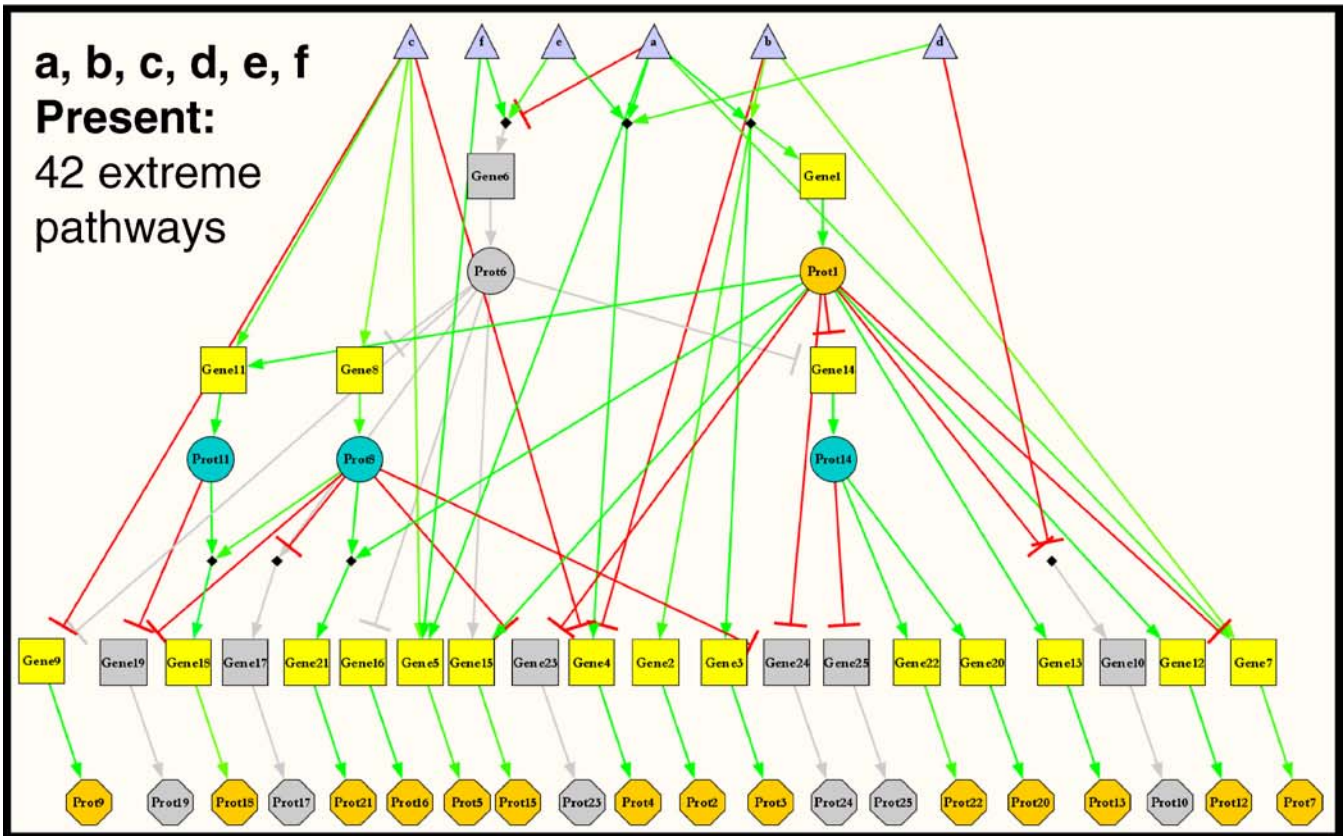 c f e a b d
a, b, c, d, e, f
Present:
42 extreme
pathways
Gene6 Gene1
Prot6 Prot1
Gene11 Gene8 Gene14
Prot11 Prot8 Prot14
Gene9 Gene19 Gene18 Gene17 Gene21 Gene16 Gene5 Gene15 Gene23 Gene4 Gene2 Gene3 Gene24 Gene25 Gene22 Gene20 Gene13 Gene10 Gene12 Gene7
Prot9 Prot19 Prot18 Prot17 Prot21 Prot16 Prot5 Prot15 Prot23 Prot4 Prot2 Prot3 Prot24 Prot25 Prot22 Prot20 Prot13 Prot10 Prot12 Prot7